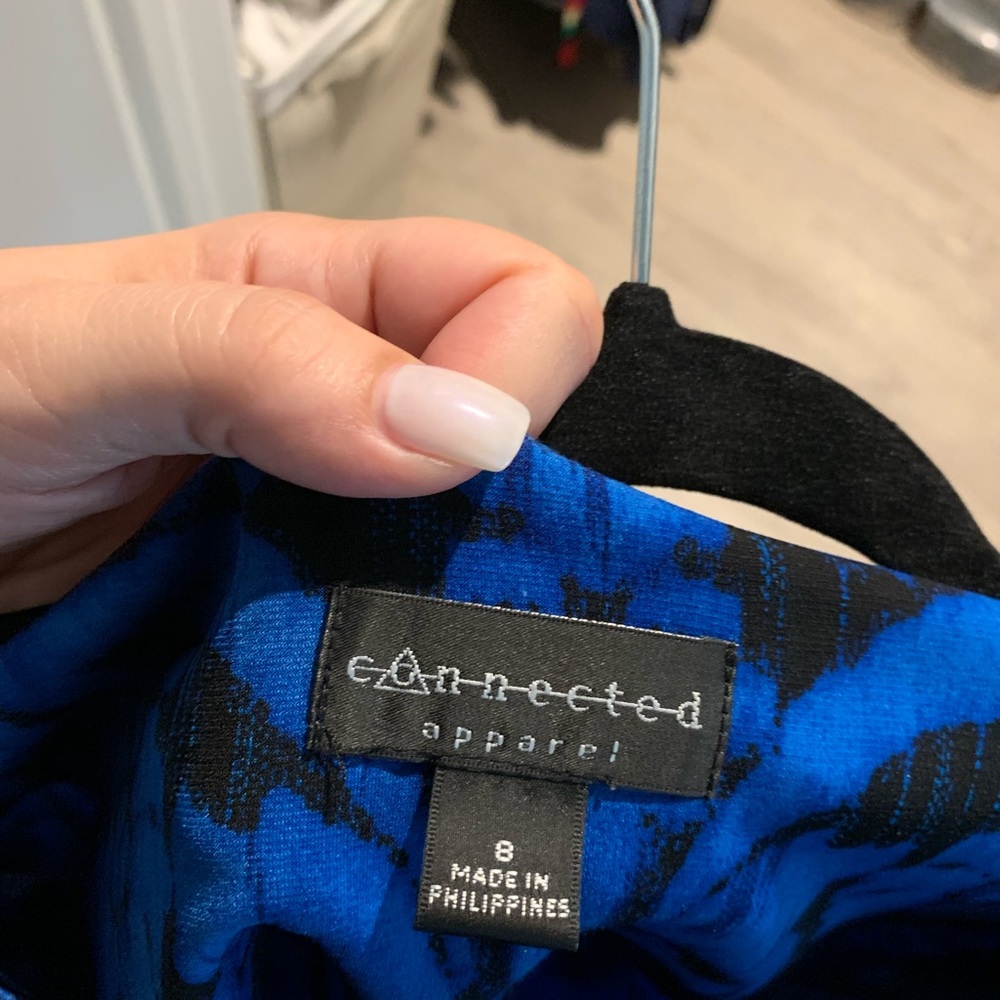 connected
apparel
8
MADE IN
PHILIPPINES